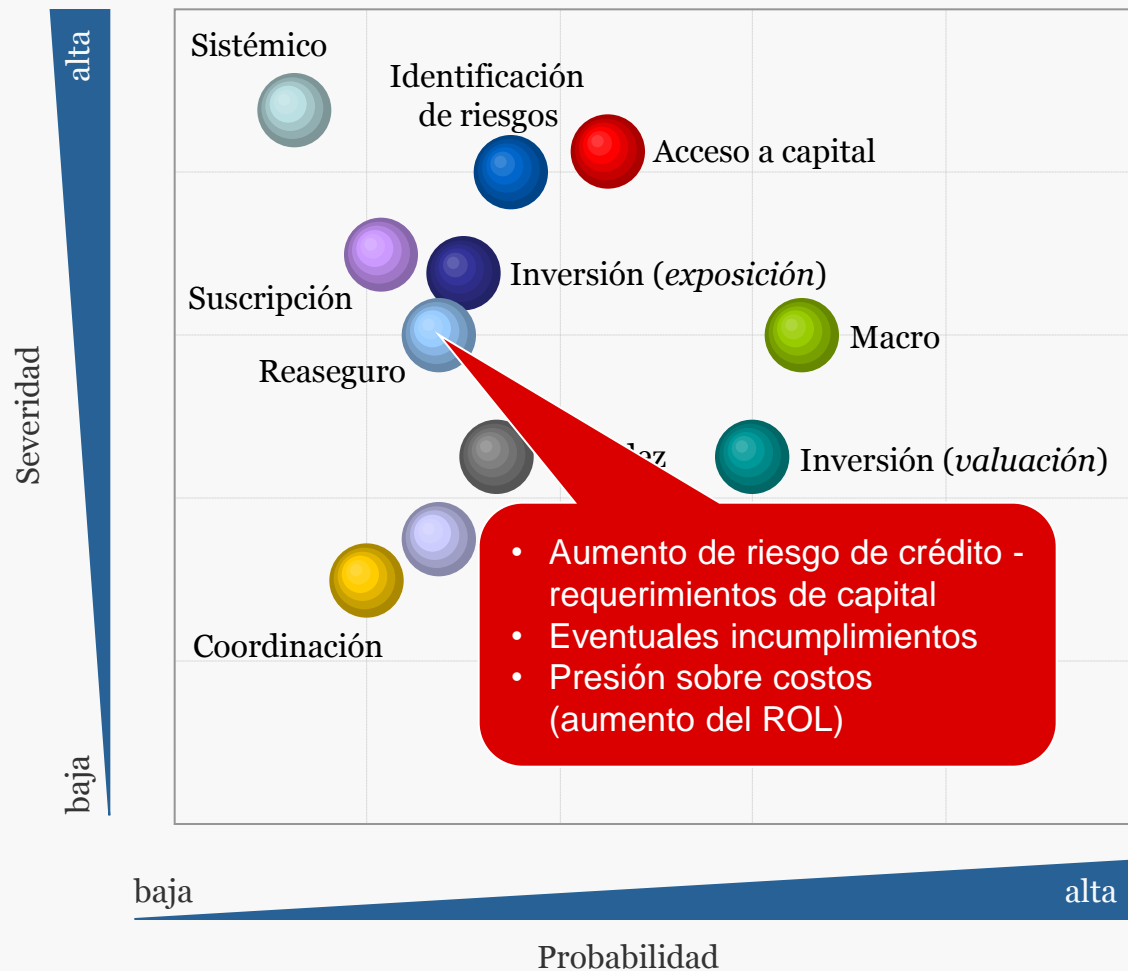 alta
Sistémico
Identificación
de riesgos
Acceso a capital
Suscripción
Inversión (exposición)
Reaseguro
Macro
Severidad
Inversión (valuación)
• Aumento de riesgo de crédito -
requerimientos de capital
• Eventuales incumplimientos
• Presión sobre costos
(aumento del ROL)
Coordinación
baja
baja
alta
Probabilidad